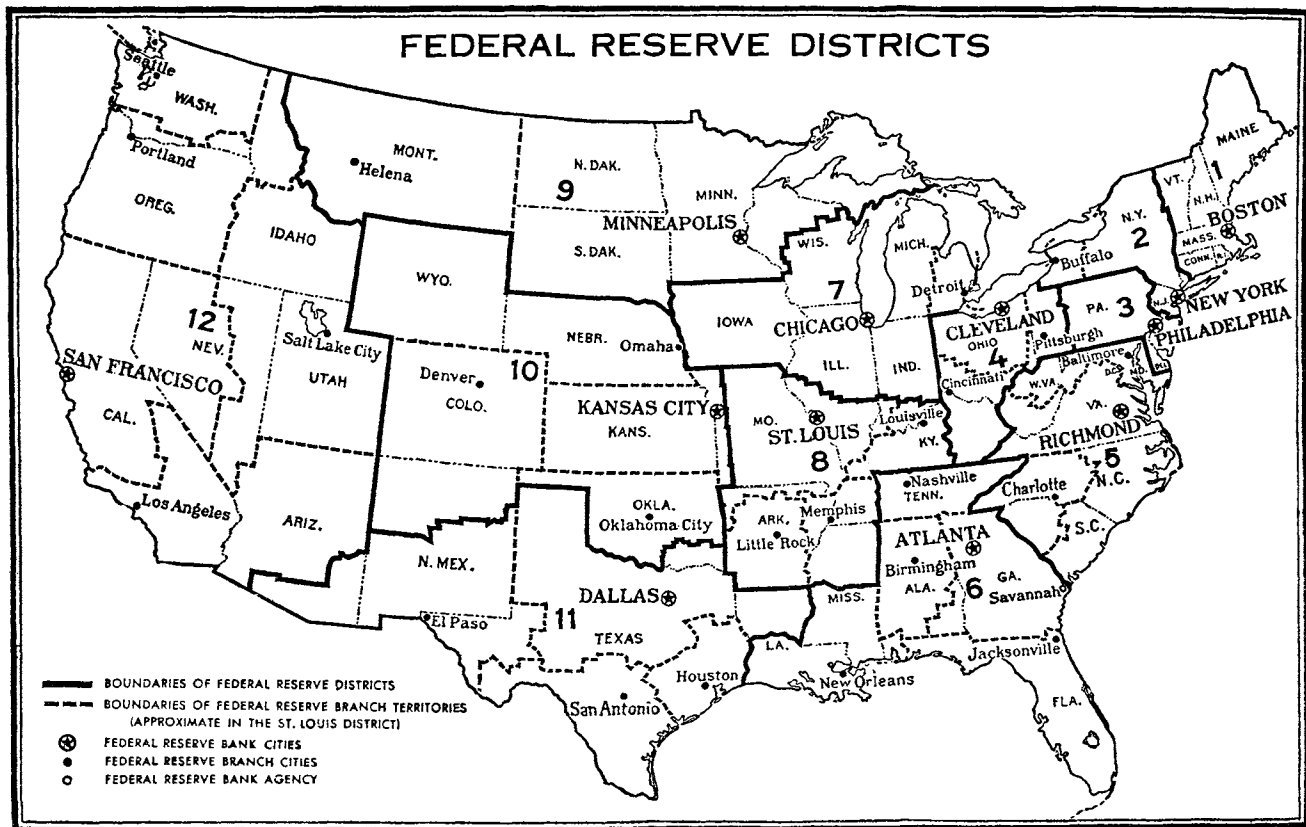 FEDERAL RESERVE DISTRICTS
Seattle
WASH.
Portland
OREG.
MONT.
Helena
IDAHO
WYO.
N. DAK.
9
S. DAK.
MINN.
MINNEAPOLIS
WIS.
MICH.
7
Detroit
CHICAGO
IOWA
ILL.
IND.
MAINE
VT.
1
N.H.
BOSTON
MASS.
CONN.
N.Y.
2
Buffalo
NEW YORK
N.J.
PA.
3
PHILADELPHIA
CLEVELAND
OHIO
4
Pittsburgh
Cincinnati
Baltimore
MD.
D.C.
DEL.
W. VA.
VA.
RICHMOND
5
N.C.
Charlotte
S.C.
12
NEV.
SAN FRANCISCO
CAL.
Los Angeles
Salt Lake City
UTAH
ARIZ.
NEBR.
Omaha
Denver
COLO.
10
KANSAS CITY
KANS.
MO.
ST. LOUIS
8
Louisville
KY.
OKLA.
Oklahoma City
ARK.
Little Rock
Memphis
Nashville
TENN.
N. MEX.
El Paso
DALLAS
11
TEXAS
Houston
San Antonio
LA.
New Orleans
MISS.
ATLANTA
Birmingham
ALA.
6
GA.
Savannah
Jacksonville
FLA.
BOUNDARIES OF FEDERAL RESERVE DISTRICTS
BOUNDARIES OF FEDERAL RESERVE BRANCH TERRITORIES
(APPROXIMATE IN THE ST. LOUIS DISTRICT)
FEDERAL RESERVE BANK CITIES
FEDERAL RESERVE BRANCH CITIES
FEDERAL RESERVE BANK AGENCY